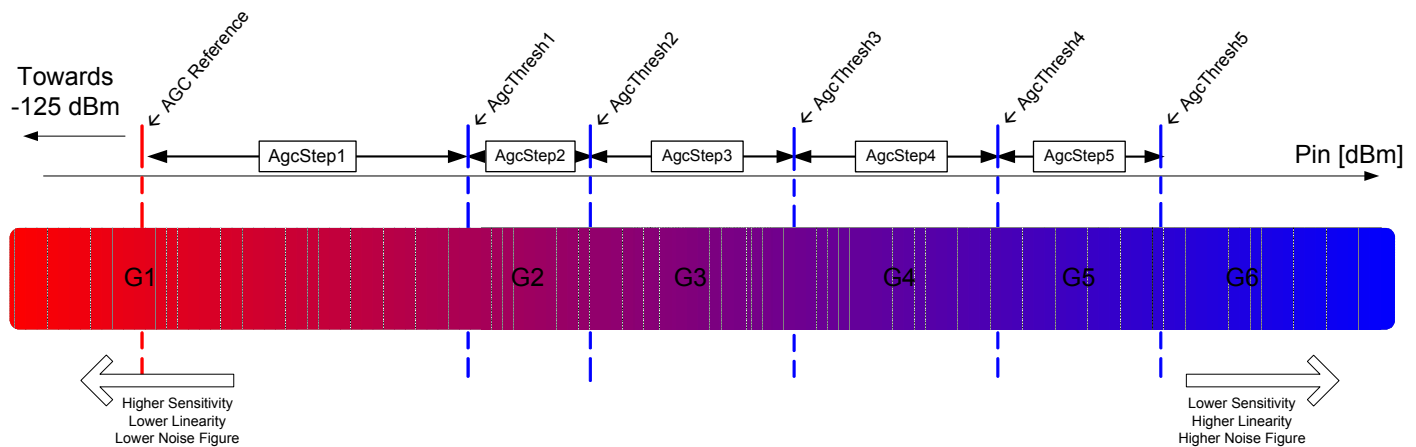 Towards
-125 dBm
AGC Reference
AgcThresh1
AgcThresh2
AgcThresh3
AgcThresh4
AgcThresh5
AgcStep1
AgcStep2
AgcStep3
AgcStep4
AgcStep5
Pin [dBm]
G1
G2
G3
G4
G5
G6
Higher Sensitivity
Lower Linearity
Lower Noise Figure
Lower Sensitivity
Higher Linearity
Higher Noise Figure